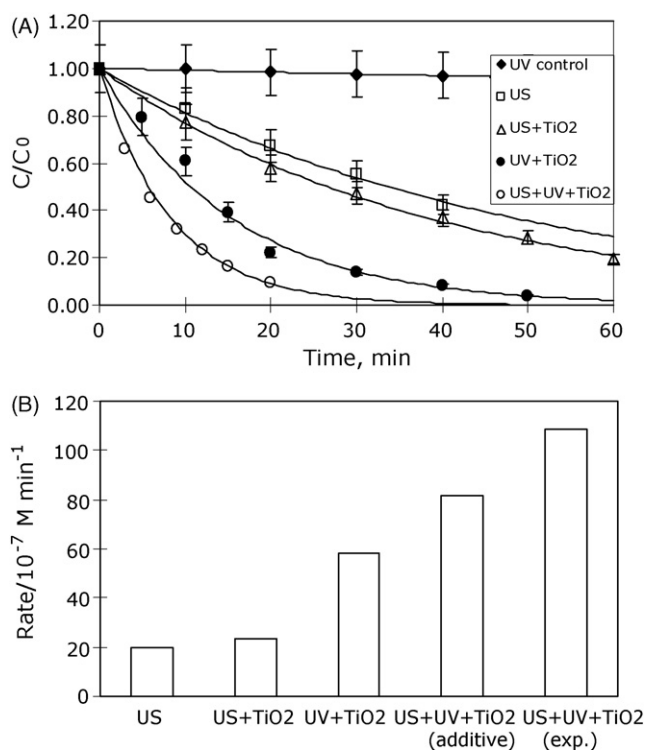 (A)
1.20
1.00
0.80
0.60
0.40
0.20
0.00
C/C0
UV control
US
US+TiO2
UV+TiO2
US+UV+TiO2
0 10 20 30 40 50 60
Time, min
(B)
120
100
80
60
40
20
0
Rate/10⁻⁷ M min⁻¹
US US+TiO2 UV+TiO2 US+UV+TiO2 US+UV+TiO2
(additive) (exp.)